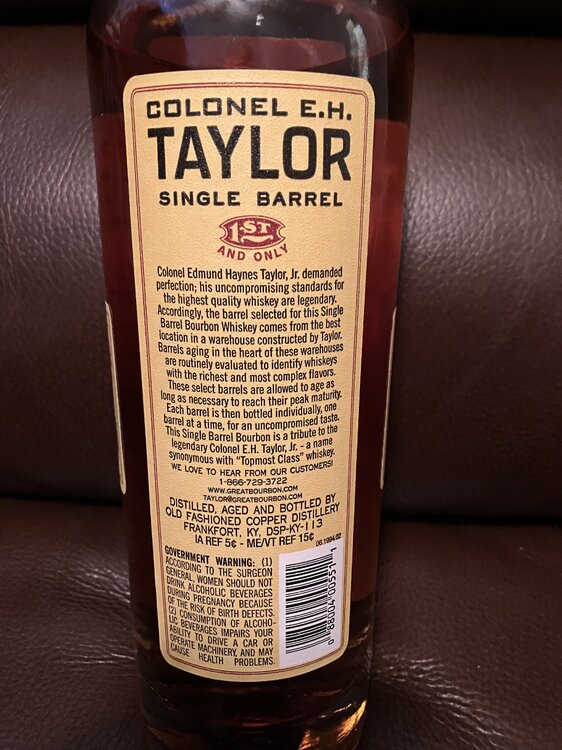 COLONEL E.H.
TAYLOR
SINGLE BARREL
1ST
AND ONLY
Colonel Edmund Haynes Taylor, Jr. demanded
perfection; his uncompromising standards for
the highest quality whiskey are legendary.
Accordingly, the barrel selected for this Single
Barrel Bourbon Whiskey comes from the best
location in a warehouse constructed by Taylor.
Barrels aging in the heart of these warehouses
are routinely evaluated to identify whiskeys
with the richest and most complex flavors.
These select barrels are allowed to age as
long as necessary to reach their peak maturity.
Each barrel is then bottled individually, one
barrel at a time, for an uncompromised taste.
This Single Barrel Bourbon is a tribute to the
legendary Colonel E.H. Taylor, Jr. - a name
synonymous with "Topmost Class" whiskey.
WE LOVE TO HEAR FROM OUR CUSTOMERS!
1-866-729-3722
WWW.GREATBOURBON.COM
TAYLOR@GREATBOURBON.COM
DISTILLED, AGED AND BOTTLED BY
OLD FASHIONED COPPER DISTILLERY
FRANKFORT, KY, DSP-KY-113
IA REF 5¢ - ME/VT REF 15¢
06.1994.02
GOVERNMENT WARNING: (1)
ACCORDING TO THE SURGEON
GENERAL, WOMEN SHOULD NOT
DRINK ALCOHOLIC BEVERAGES
DURING PREGNANCY BECAUSE
OF THE RISK OF BIRTH DEFECTS.
(2) CONSUMPTION OF ALCOHO-
LIC BEVERAGES IMPAIRS YOUR
ABILITY TO DRIVE A CAR OR
OPERATE MACHINERY, AND MAY
CAUSE HEALTH PROBLEMS.
0 88004 00551 1